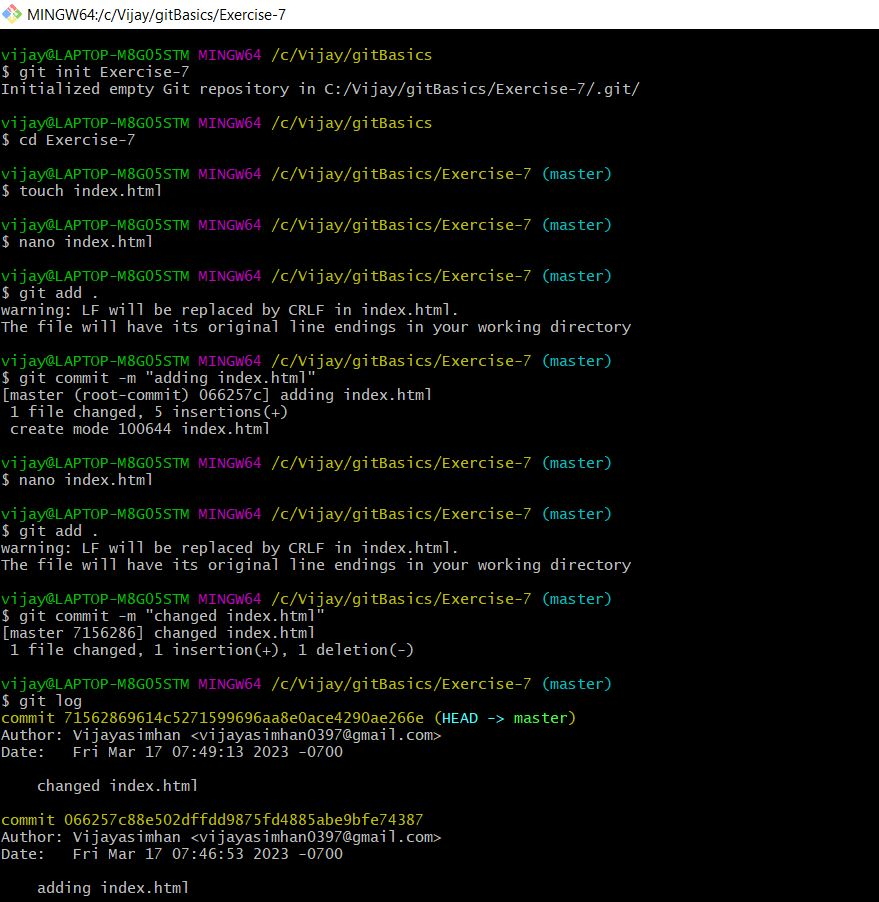 MINGW64:/c/Vijay/gitBasics/Exercise-7
vijay@LAPTOP-M8GO5STM MINGW64 /c/Vijay/gitBasics
$ git init Exercise-7
Initialized empty Git repository in C:/Vijay/gitBasics/Exercise-7/.git/
vijay@LAPTOP-M8GO5STM MINGW64 /c/Vijay/gitBasics
$ cd Exercise-7
vijay@LAPTOP-M8GO5STM MINGW64 /c/Vijay/gitBasics/Exercise-7 (master)
$ touch index.html
vijay@LAPTOP-M8GO5STM MINGW64 /c/Vijay/gitBasics/Exercise-7 (master)
$ nano index.html
vijay@LAPTOP-M8GO5STM MINGW64 /c/Vijay/gitBasics/Exercise-7 (master)
$ git add .
warning: LF will be replaced by CRLF in index.html.
The file will have its original line endings in your working directory
vijay@LAPTOP-M8GO5STM MINGW64 /c/Vijay/gitBasics/Exercise-7 (master)
$ git commit -m "adding index.html"
[master (root-commit) 066257c] adding index.html
 1 file changed, 5 insertions(+)
 create mode 100644 index.html
vijay@LAPTOP-M8GO5STM MINGW64 /c/Vijay/gitBasics/Exercise-7 (master)
$ nano index.html
vijay@LAPTOP-M8GO5STM MINGW64 /c/Vijay/gitBasics/Exercise-7 (master)
$ git add .
warning: LF will be replaced by CRLF in index.html.
The file will have its original line endings in your working directory
vijay@LAPTOP-M8GO5STM MINGW64 /c/Vijay/gitBasics/Exercise-7 (master)
$ git commit -m "changed index.html"
[master 7156286] changed index.html
 1 file changed, 1 insertion(+), 1 deletion(-)
vijay@LAPTOP-M8GO5STM MINGW64 /c/Vijay/gitBasics/Exercise-7 (master)
$ git log
commit 71562869614c5271599696aa8e0ace4290ae266e (HEAD -> master)
Author: Vijayasimhan <vijayasimhan0397@gmail.com>
Date:   Fri Mar 17 07:49:13 2023 -0700
    changed index.html
commit 066257c88e502dffdd9875fd4885abe9bfe74387
Author: Vijayasimhan <vijayasimhan0397@gmail.com>
Date:   Fri Mar 17 07:46:53 2023 -0700
    adding index.html